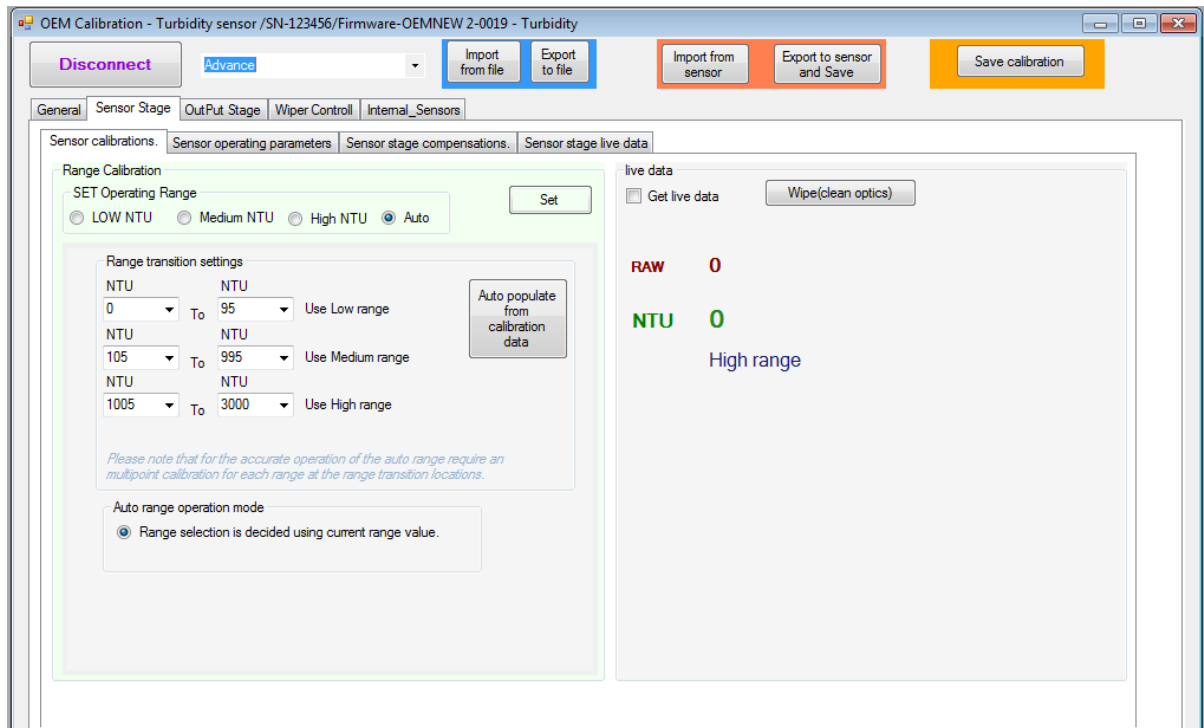 OEM Calibration - Turbidity sensor /SN-123456/Firmware-OEMNEW 2-0019 - Turbidity
Disconnect
Advance
Import
from file
Export
to file
Import from
sensor
Export to sensor
and Save
Save calibration
General
Sensor Stage
OutPut Stage
Wiper Controll
Internal_Sensors
Sensor calibrations.
Sensor operating parameters
Sensor stage compensations.
Sensor stage live data
Range Calibration
SET Operating Range
LOW NTU
Medium NTU
High NTU
Auto
Set
Range transition settings
NTU
NTU
0
To
95
Use Low range
NTU
NTU
105
To
995
Use Medium range
NTU
NTU
1005
To
3000
Use High range
Auto populate
from
calibration
data
Please note that for the accurate operation of the auto range require an
multipoint calibration for each range at the range transition locations.
Auto range operation mode
Range selection is decided using current range value.
live data
Get live data
Wipe(clean optics)
RAW
0
NTU
0
High range